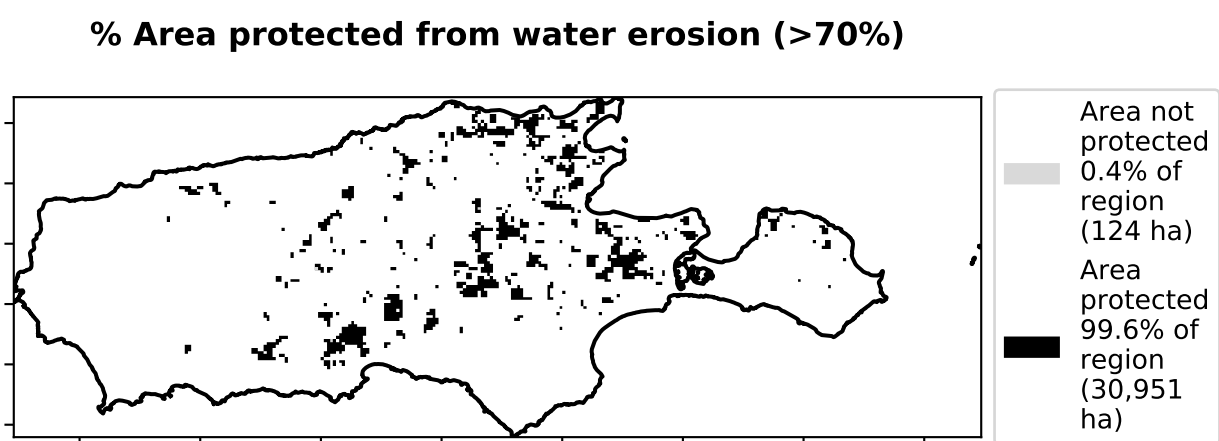 % Area protected from water erosion (>70%)
Area not
protected
0.4% of
region
(124 ha)
Area
protected
99.6% of
region
(30,951
ha)